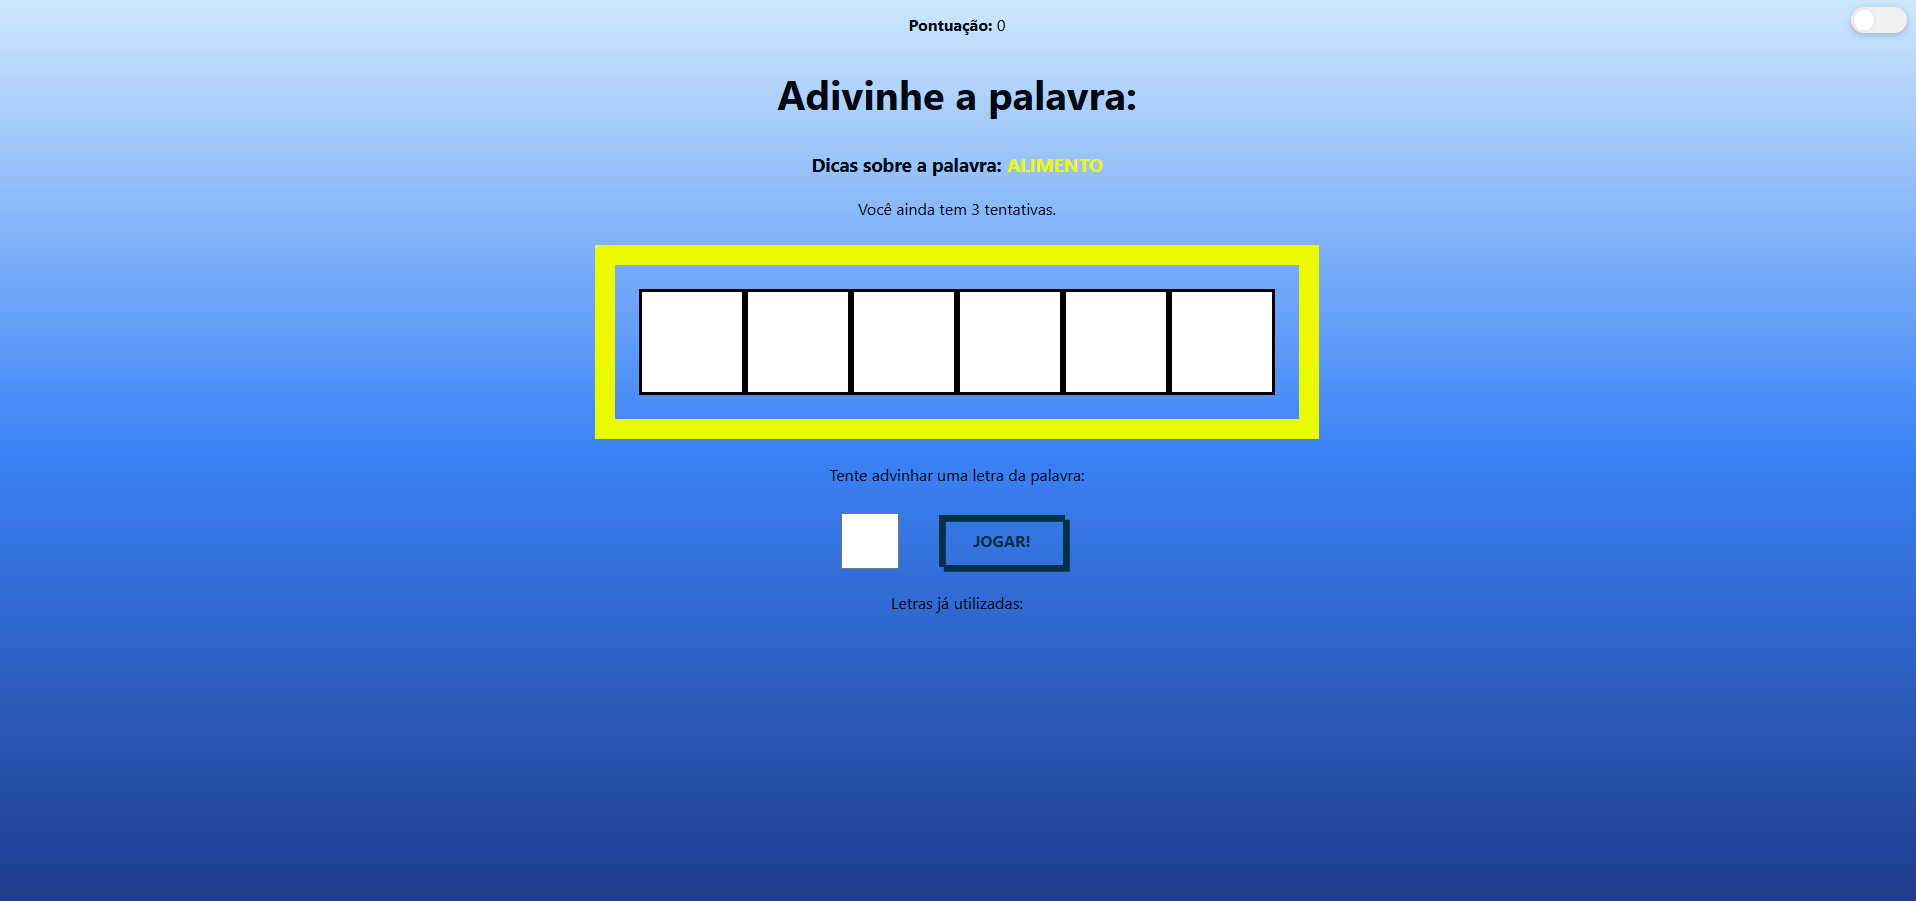 Pontuação: 0
Adivinhe a palavra:
Dicas sobre a palavra: ALIMENTO
Você ainda tem 3 tentativas.
Tente advinhar uma letra da palavra:
JOGAR!
Letras já utilizadas: